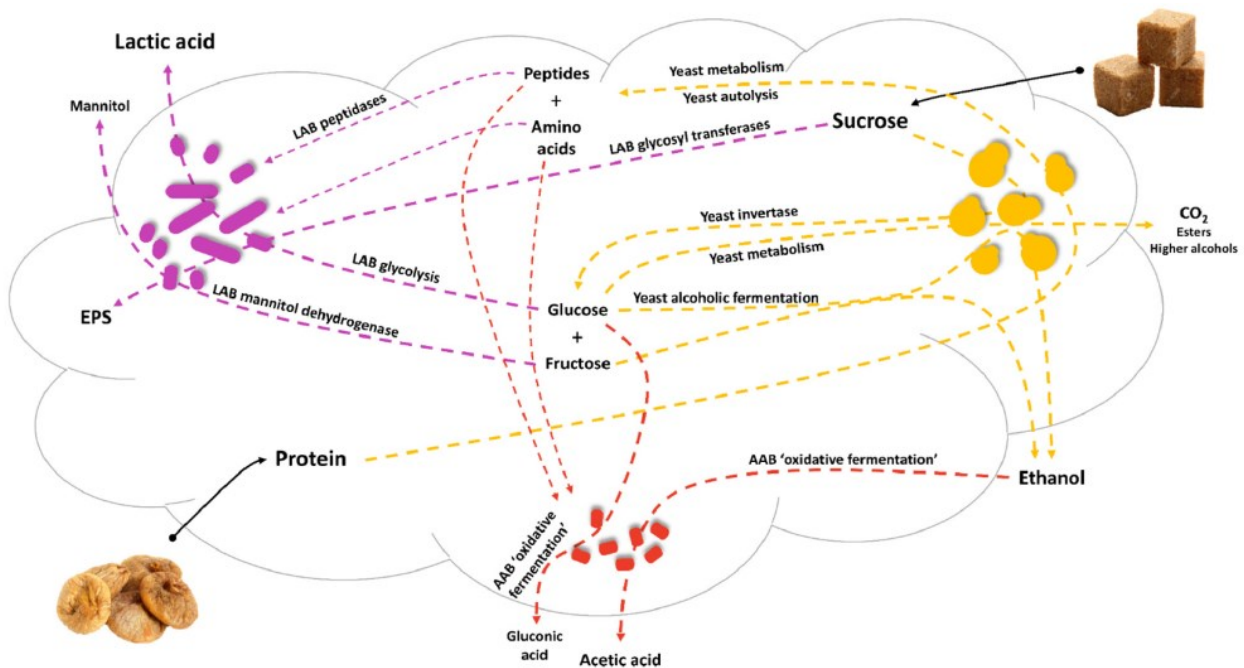 Lactic acid
Mannitol
LAB peptidases
Peptides
+
Amino
acids
Yeast metabolism
Yeast autolysis
LAB glycosyl transferases
Sucrose
Yeast invertase
Yeast metabolism
CO₂
Esters
Higher alcohols
LAB glycolysis
LAB mannitol dehydrogenase
EPS
Glucose
+
Fructose
Yeast alcoholic fermentation
Protein
AAB 'oxidative fermentation'
Ethanol
AAB 'oxidative
fermentation'
Gluconic
acid
Acetic acid